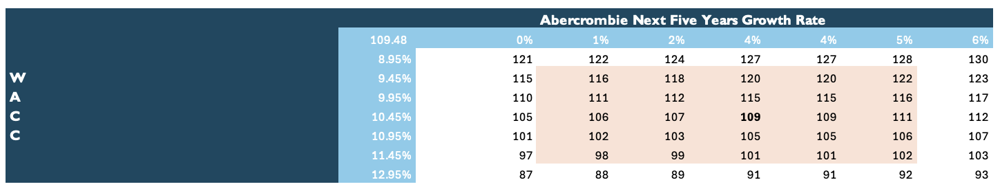 Abercrombie Next Five Years Growth Rate
109.48 0% 1% 2% 4% 4% 5% 6%
8.95% 121 122 124 127 127 128 130
W 9.45% 115 116 118 120 120 122 123
A 9.95% 110 111 112 115 115 116 117
C 10.45% 105 106 107 109 109 111 112
C 10.95% 101 102 103 105 105 106 107
11.45% 97 98 99 101 101 102 103
12.95% 87 88 89 91 91 92 93